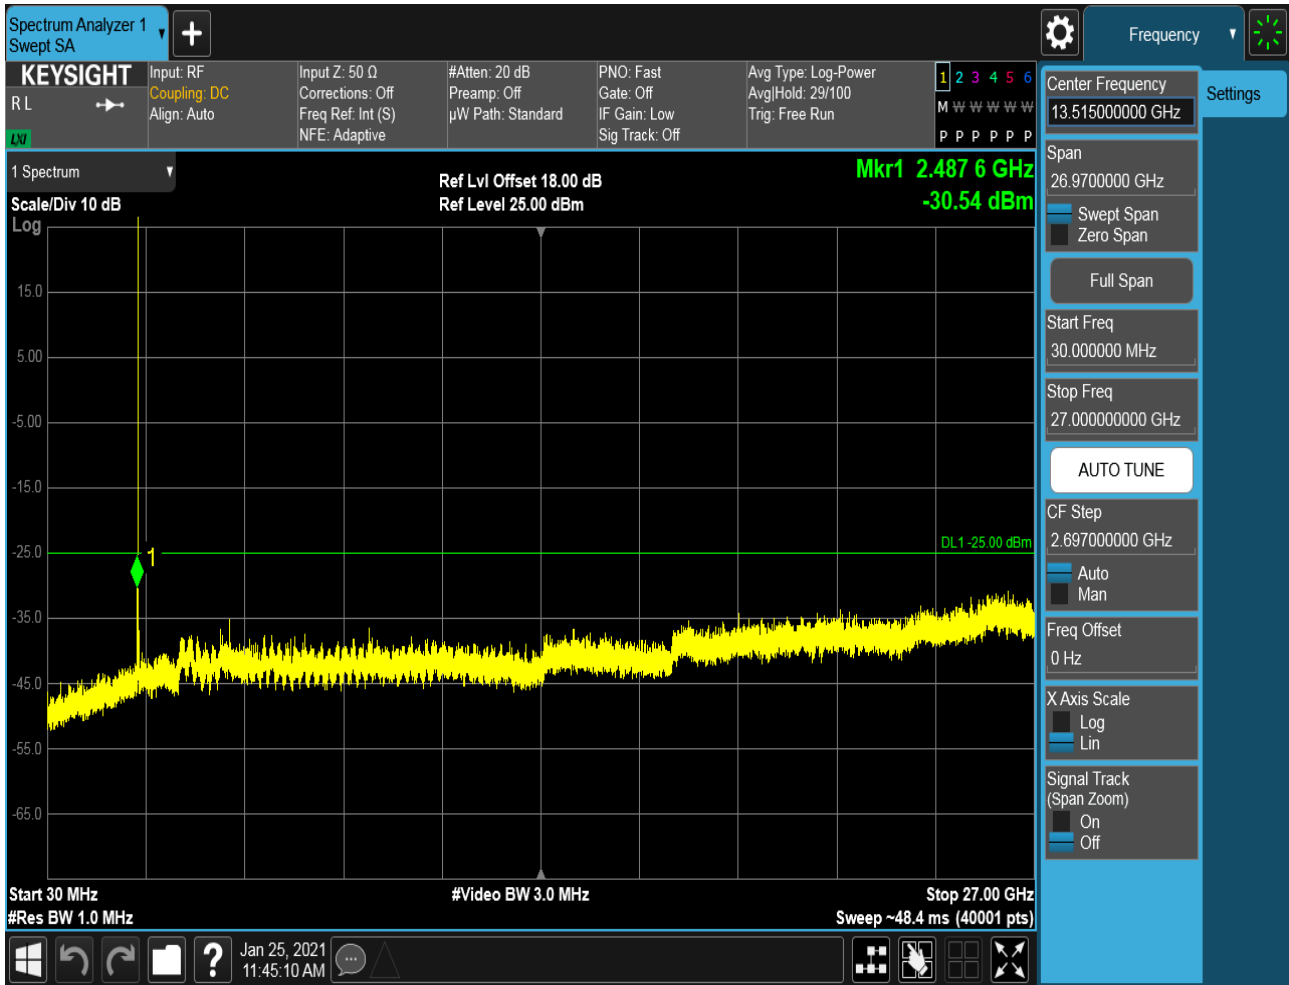 Spectrum Analyzer 1
Swept SA
Frequency
KEYSIGHT
R L
LXI
Input: RF
Coupling: DC
Align: Auto
Input Z: 50 Ω
Corrections: Off
Freq Ref: Int (S)
NFE: Adaptive
#Atten: 20 dB
Preamp: Off
µW Path: Standard
PNO: Fast
Gate: Off
IF Gain: Low
Sig Track: Off
Avg Type: Log-Power
Avg|Hold: 29/100
Trig: Free Run
1 2 3 4 5 6
M W W W W W
P P P P P P
Center Frequency
13.515000000 GHz
Settings
Span
26.9700000 GHz
Swept Span
Zero Span
Full Span
Start Freq
30.000000 MHz
Stop Freq
27.000000000 GHz
AUTO TUNE
CF Step
2.697000000 GHz
Auto
Man
Freq Offset
0 Hz
X Axis Scale
Log
Lin
Signal Track
(Span Zoom)
On
Off
1 Spectrum
Scale/Div 10 dB
Log
Ref Lvl Offset 18.00 dB
Ref Level 25.00 dBm
Mkr1 2.487 6 GHz
-30.54 dBm
15.0
5.00
-5.00
-15.0
-25.0
-35.0
-45.0
-55.0
-65.0
1
DL1 -25.00 dBm
Start 30 MHz
#Res BW 1.0 MHz
#Video BW 3.0 MHz
Stop 27.00 GHz
Sweep ~48.4 ms (40001 pts)
?
Jan 25, 2021
11:45:10 AM